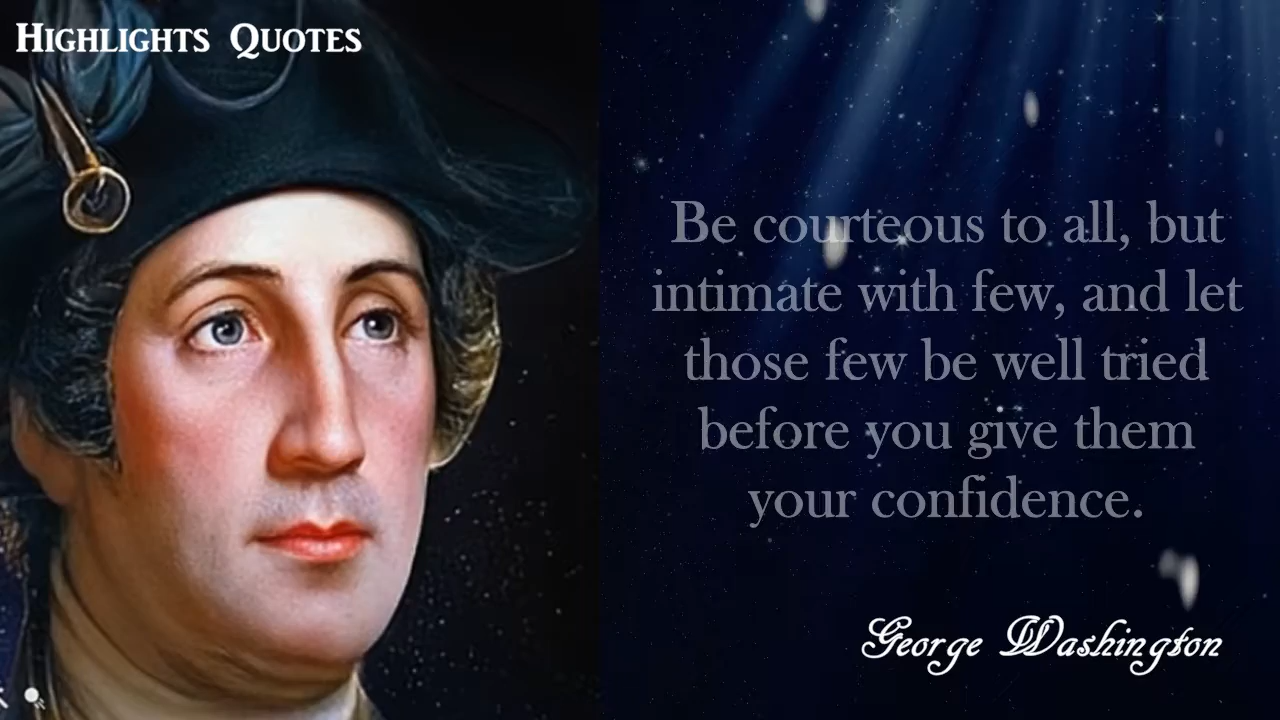 Highlights Quotes
Be courteous to all, but
intimate with few, and let
those few be well tried
before you give them
your confidence.
George Washington